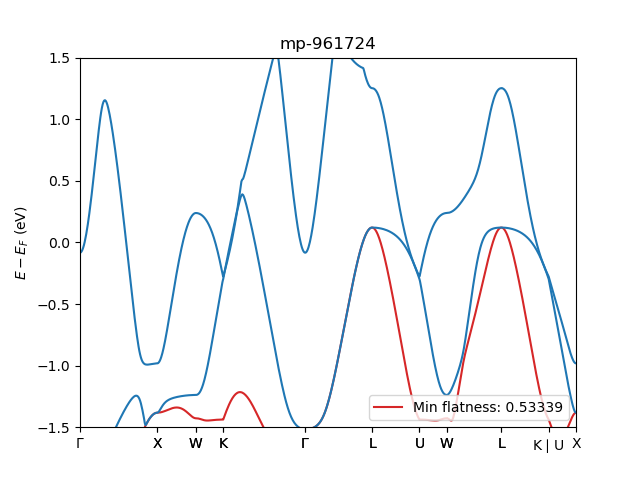 mp-961724
E − E_F (eV)
1.5
1.0
0.5
0.0
−0.5
−1.0
−1.5
Min flatness: 0.53339
Γ X W K Γ L U W L K | U X